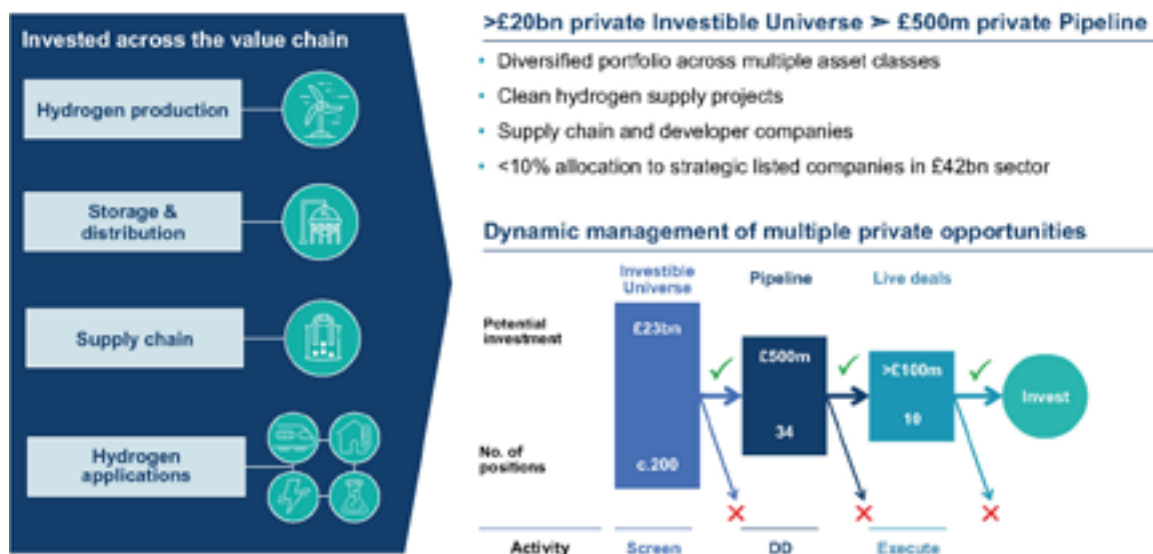 Invested across the value chain
Hydrogen production
Storage &
distribution
Supply chain
Hydrogen
applications
>£20bn private Investible Universe ➢ £500m private Pipeline
• Diversified portfolio across multiple asset classes
• Clean hydrogen supply projects
• Supply chain and developer companies
• <10% allocation to strategic listed companies in £42bn sector
Dynamic management of multiple private opportunities
Investible
Universe
Pipeline
Live deals
Potential
investment
£23bn
£500m
>£100m
Invest
No. of
positions
c.200
34
10
Activity
Screen
DD
Execute